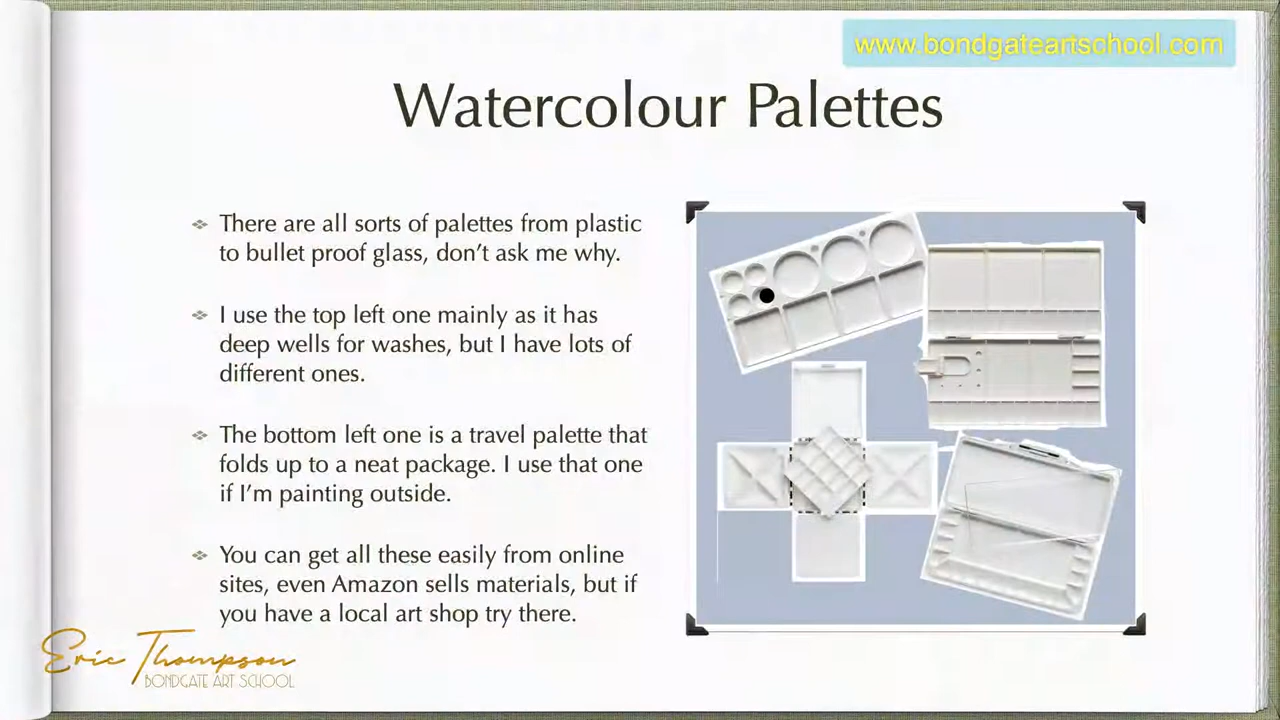 www.bondgateartschool.com
Watercolour Palettes
There are all sorts of palettes from plastic
to bullet proof glass, don't ask me why.
I use the top left one mainly as it has
deep wells for washes, but I have lots of
different ones.
The bottom left one is a travel palette that
folds up to a neat package. I use that one
if I'm painting outside.
You can get all these easily from online
sites, even Amazon sells materials, but if
you have a local art shop try there.
Eric Thompson
BONDGATE ART SCHOOL